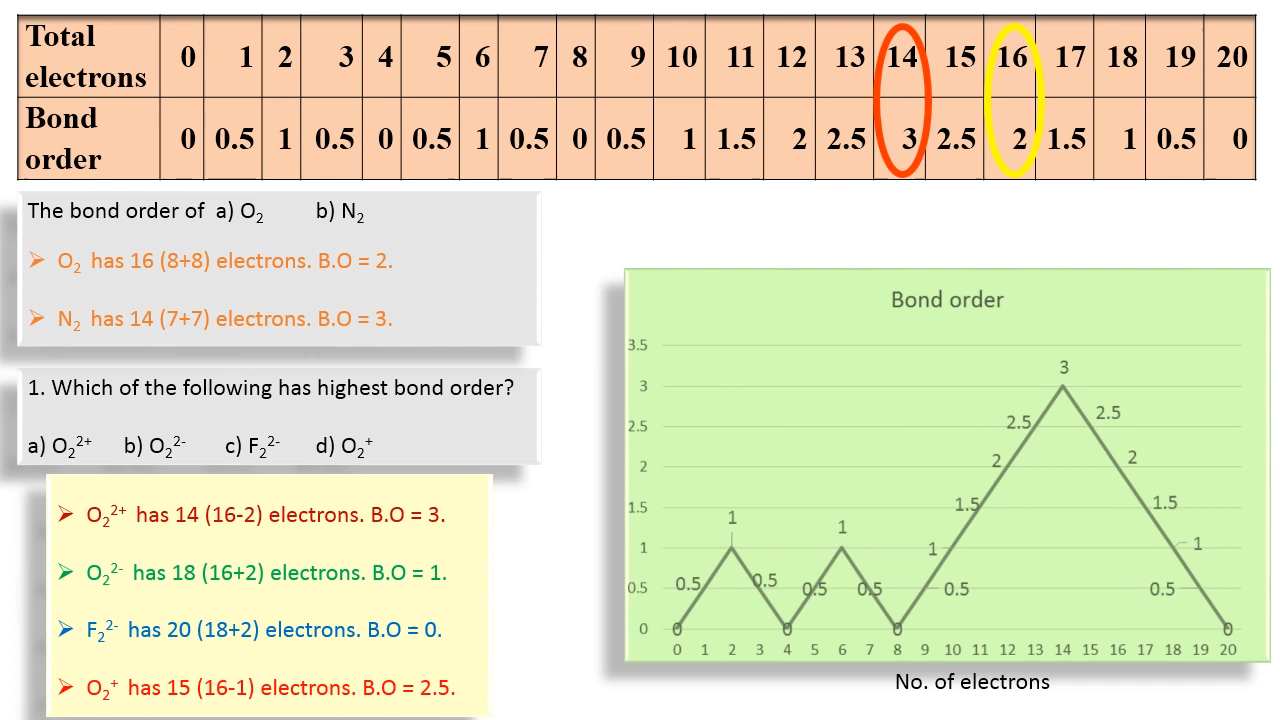 Total electrons 0 1 2 3 4 5 6 7 8 9 10 11 12 13 14 15 16 17 18 19 20
Bond order 0 0.5 1 0.5 0 0.5 1 0.5 0 0.5 1 1.5 2 2.5 3 2.5 2 1.5 1 0.5 0
The bond order of a) O₂ b) N₂
➢ O₂ has 16 (8+8) electrons. B.O = 2.
➢ N₂ has 14 (7+7) electrons. B.O = 3.
1. Which of the following has highest bond order?
a) O₂²⁺ b) O₂²⁻ c) F₂²⁻ d) O₂⁺
➢ O₂²⁺ has 14 (16-2) electrons. B.O = 3.
➢ O₂²⁻ has 18 (16+2) electrons. B.O = 1.
➢ F₂²⁻ has 20 (18+2) electrons. B.O = 0.
➢ O₂⁺ has 15 (16-1) electrons. B.O = 2.5.
Bond order
3.5
3
2.5
2
1.5
1
0.5
0
0 0.5 1 0.5 0 0.5 1 0.5 0 0.5 1 1.5 2 2.5 3 2.5 2 1.5 1 0.5 0
0 1 2 3 4 5 6 7 8 9 10 11 12 13 14 15 16 17 18 19 20
No. of electrons